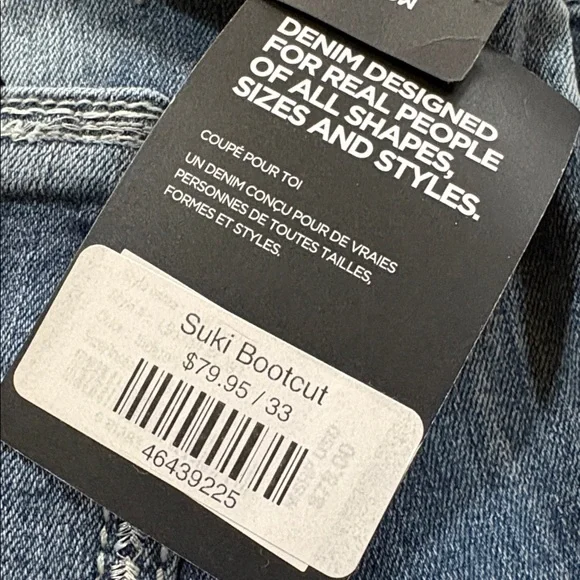 DENIM DESIGNED
FOR REAL PEOPLE
OF ALL SHAPES,
SIZES AND STYLES.
COUPÉ POUR TOI
UN DENIM CONÇU POUR DE VRAIES
PERSONNES DE TOUTES TAILLES,
FORMES ET STYLES.
Suki Bootcut
$79.95 / 33
46439225